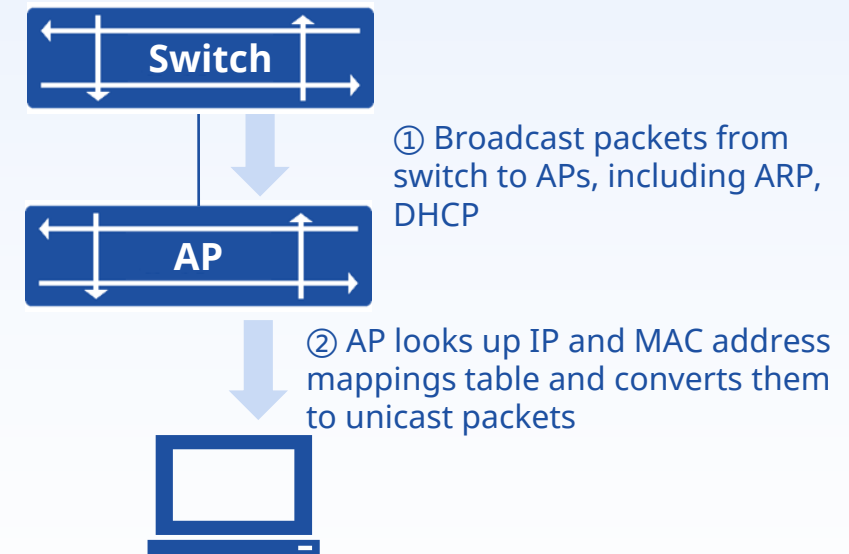 Switch
① Broadcast packets from
switch to APs, including ARP,
DHCP
AP
② AP looks up IP and MAC address
mappings table and converts them
to unicast packets